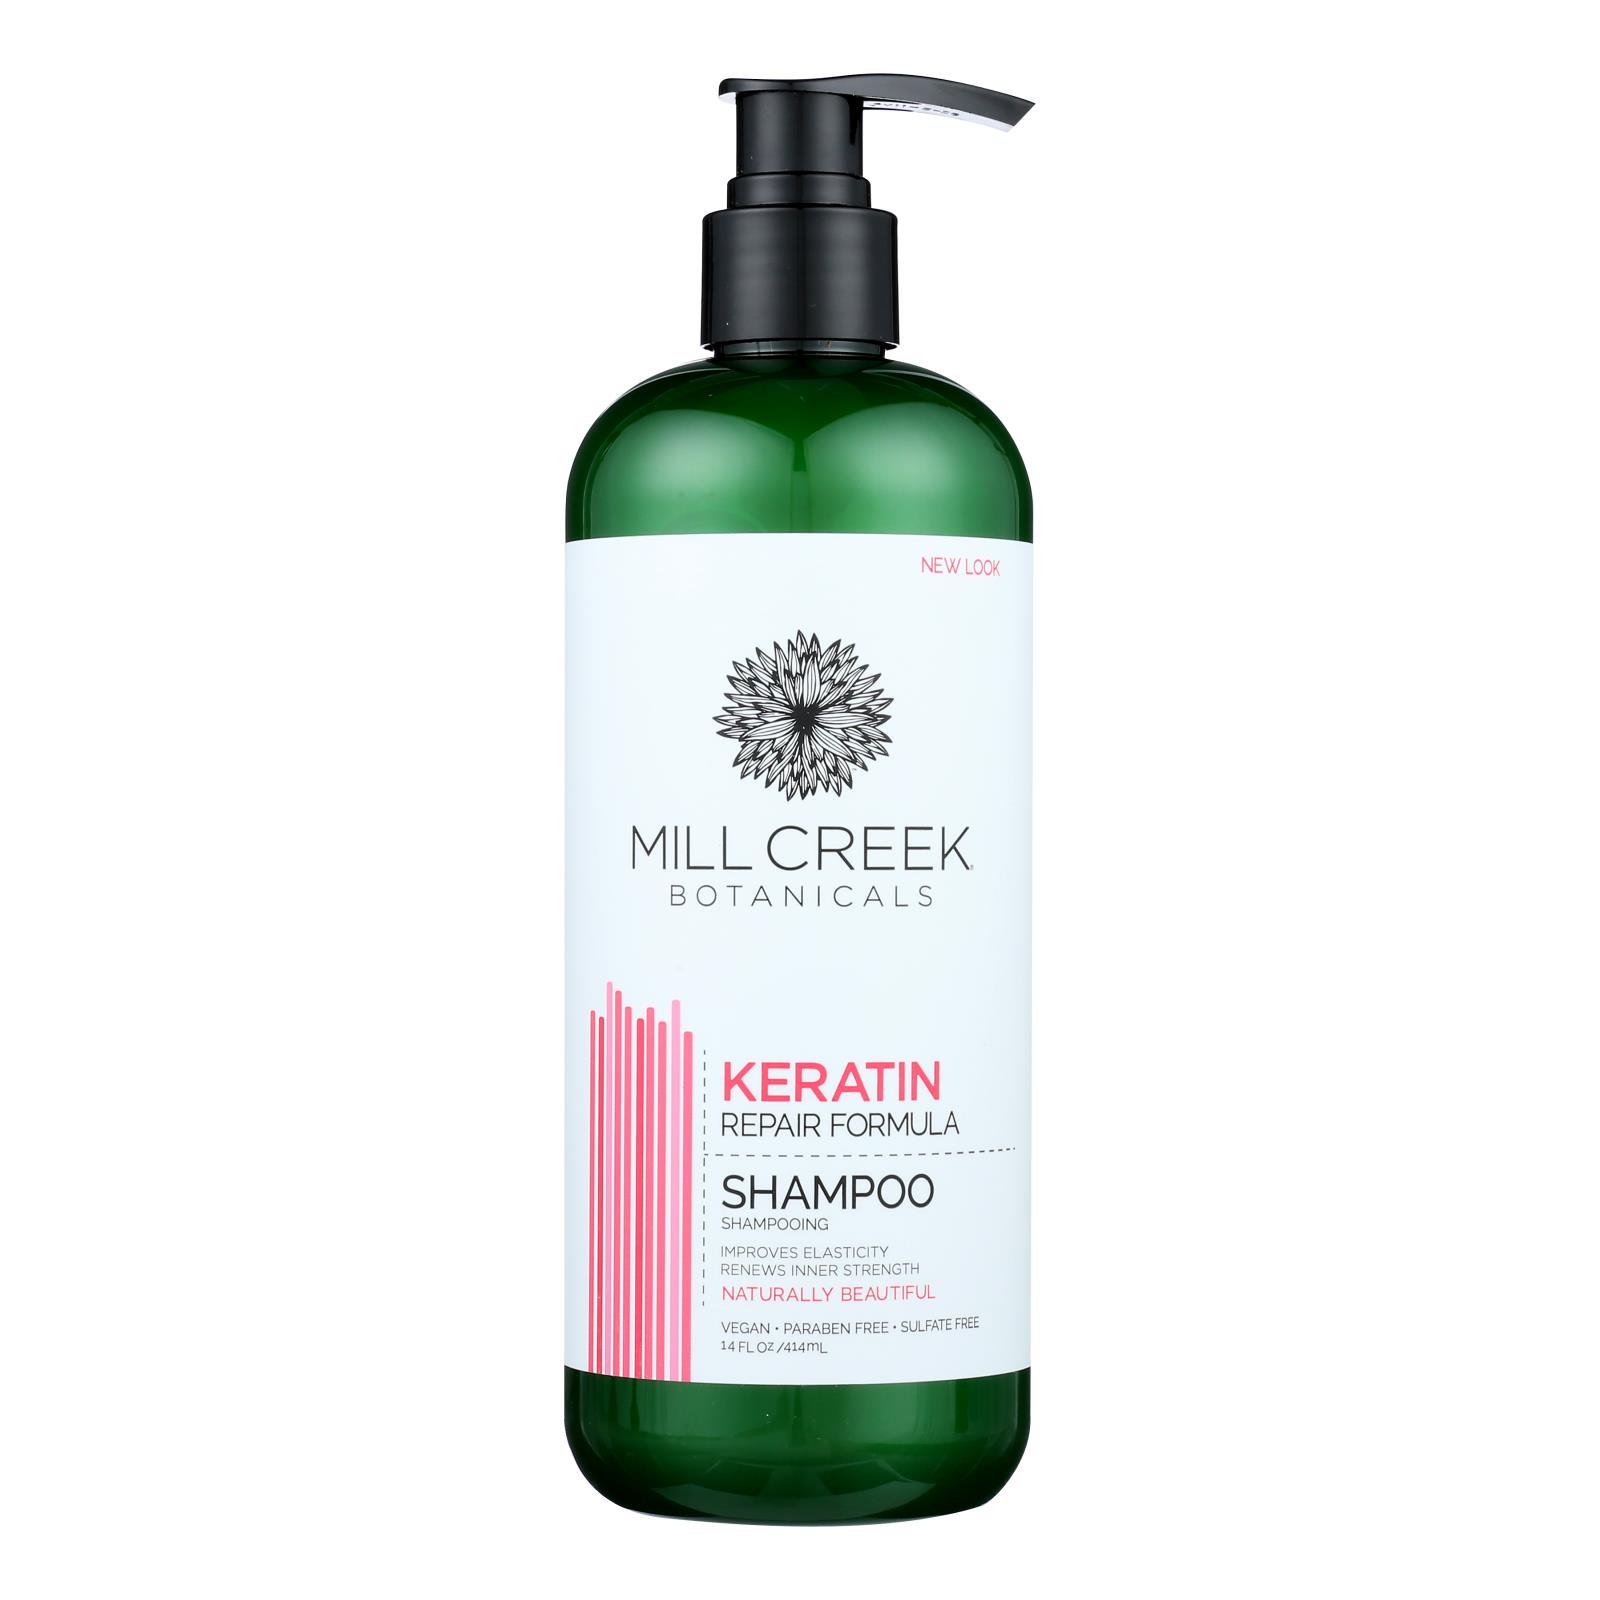 NEW LOOK
MILL CREEK®
BOTANICALS
KERATIN
REPAIR FORMULA
SHAMPOO
SHAMPOOING
IMPROVES ELASTICITY
RENEWS INNER STRENGTH
NATURALLY BEAUTIFUL
VEGAN • PARABEN FREE • SULFATE FREE
14 FL Oz /414mL